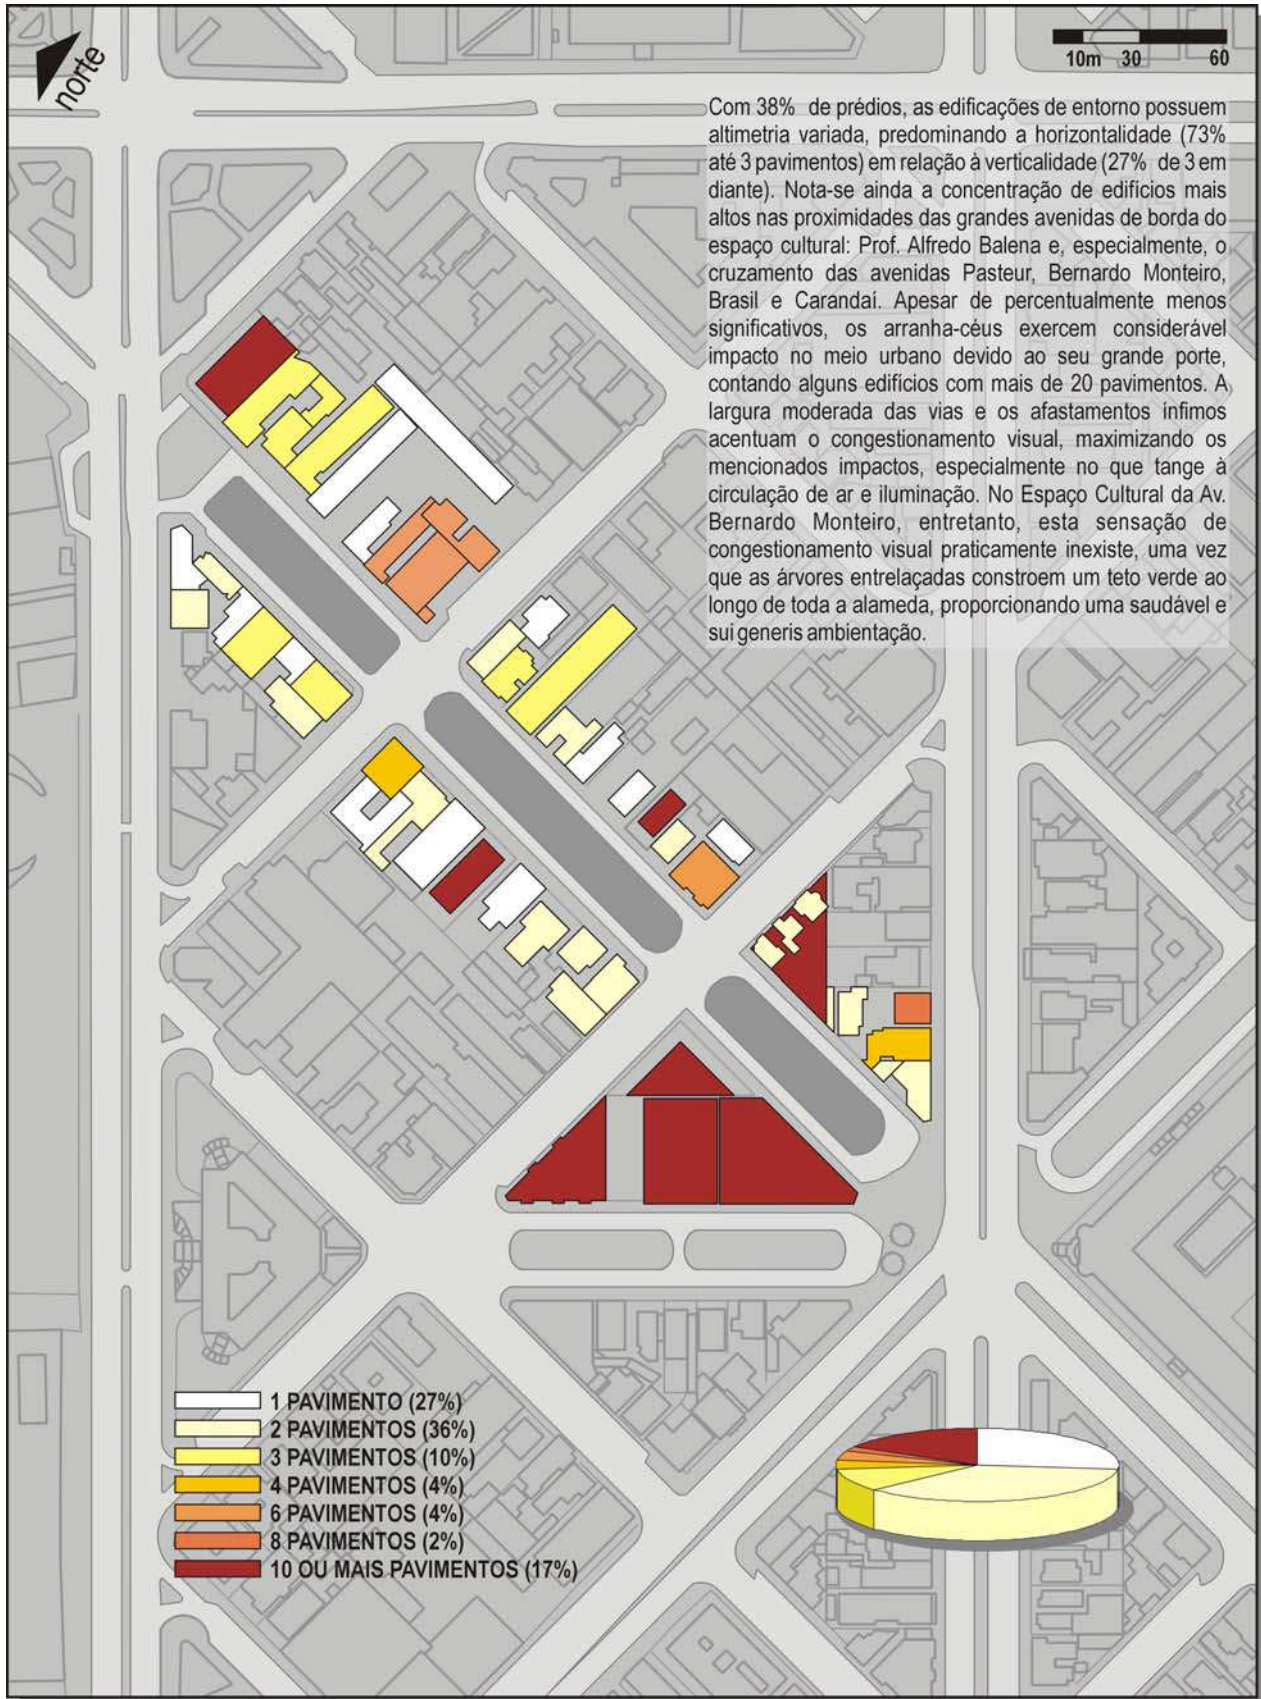 norte
10m 30 60
Com 38% de prédios, as edificações de entorno possuem
altimetria variada, predominando a horizontalidade (73%
até 3 pavimentos) em relação à verticalidade (27% de 3 em
diante). Nota-se ainda a concentração de edifícios mais
altos nas proximidades das grandes avenidas de borda do
espaço cultural: Prof. Alfredo Balena e, especialmente, o
cruzamento das avenidas Pasteur, Bernardo Monteiro,
Brasil e Carandaí. Apesar de percentualmente menos
significativos, os arranha-céus exercem considerável
impacto no meio urbano devido ao seu grande porte,
contando alguns edifícios com mais de 20 pavimentos. A
largura moderada das vias e os afastamentos ínfimos
acentuam o congestionamento visual, maximizando os
mencionados impactos, especialmente no que tange à
circulação de ar e iluminação. No Espaço Cultural da Av.
Bernardo Monteiro, entretanto, esta sensação de
congestionamento visual praticamente inexiste, uma vez
que as árvores entrelaçadas constroem um teto verde ao
longo de toda a alameda, proporcionando uma saudável e
sui generis ambientação.
1 PAVIMENTO (27%)
2 PAVIMENTOS (36%)
3 PAVIMENTOS (10%)
4 PAVIMENTOS (4%)
6 PAVIMENTOS (4%)
8 PAVIMENTOS (2%)
10 OU MAIS PAVIMENTOS (17%)